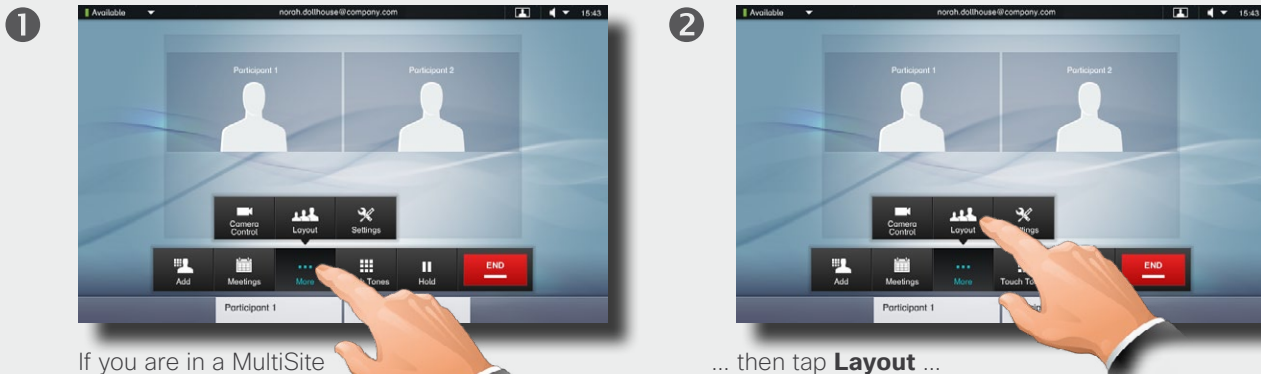 1
Available norah.dollhouse@company.com 15:43
Participant 1 Participant 2
Camera Control Layout Settings
Add Meetings More Tones Hold END
Participant 1
If you are in a MultiSite
2
Available norah.dollhouse@company.com 15:43
Participant 1 Participant 2
Camera Control Layout
Add Meetings More Touch END
Participant 1
... then tap Layout ...